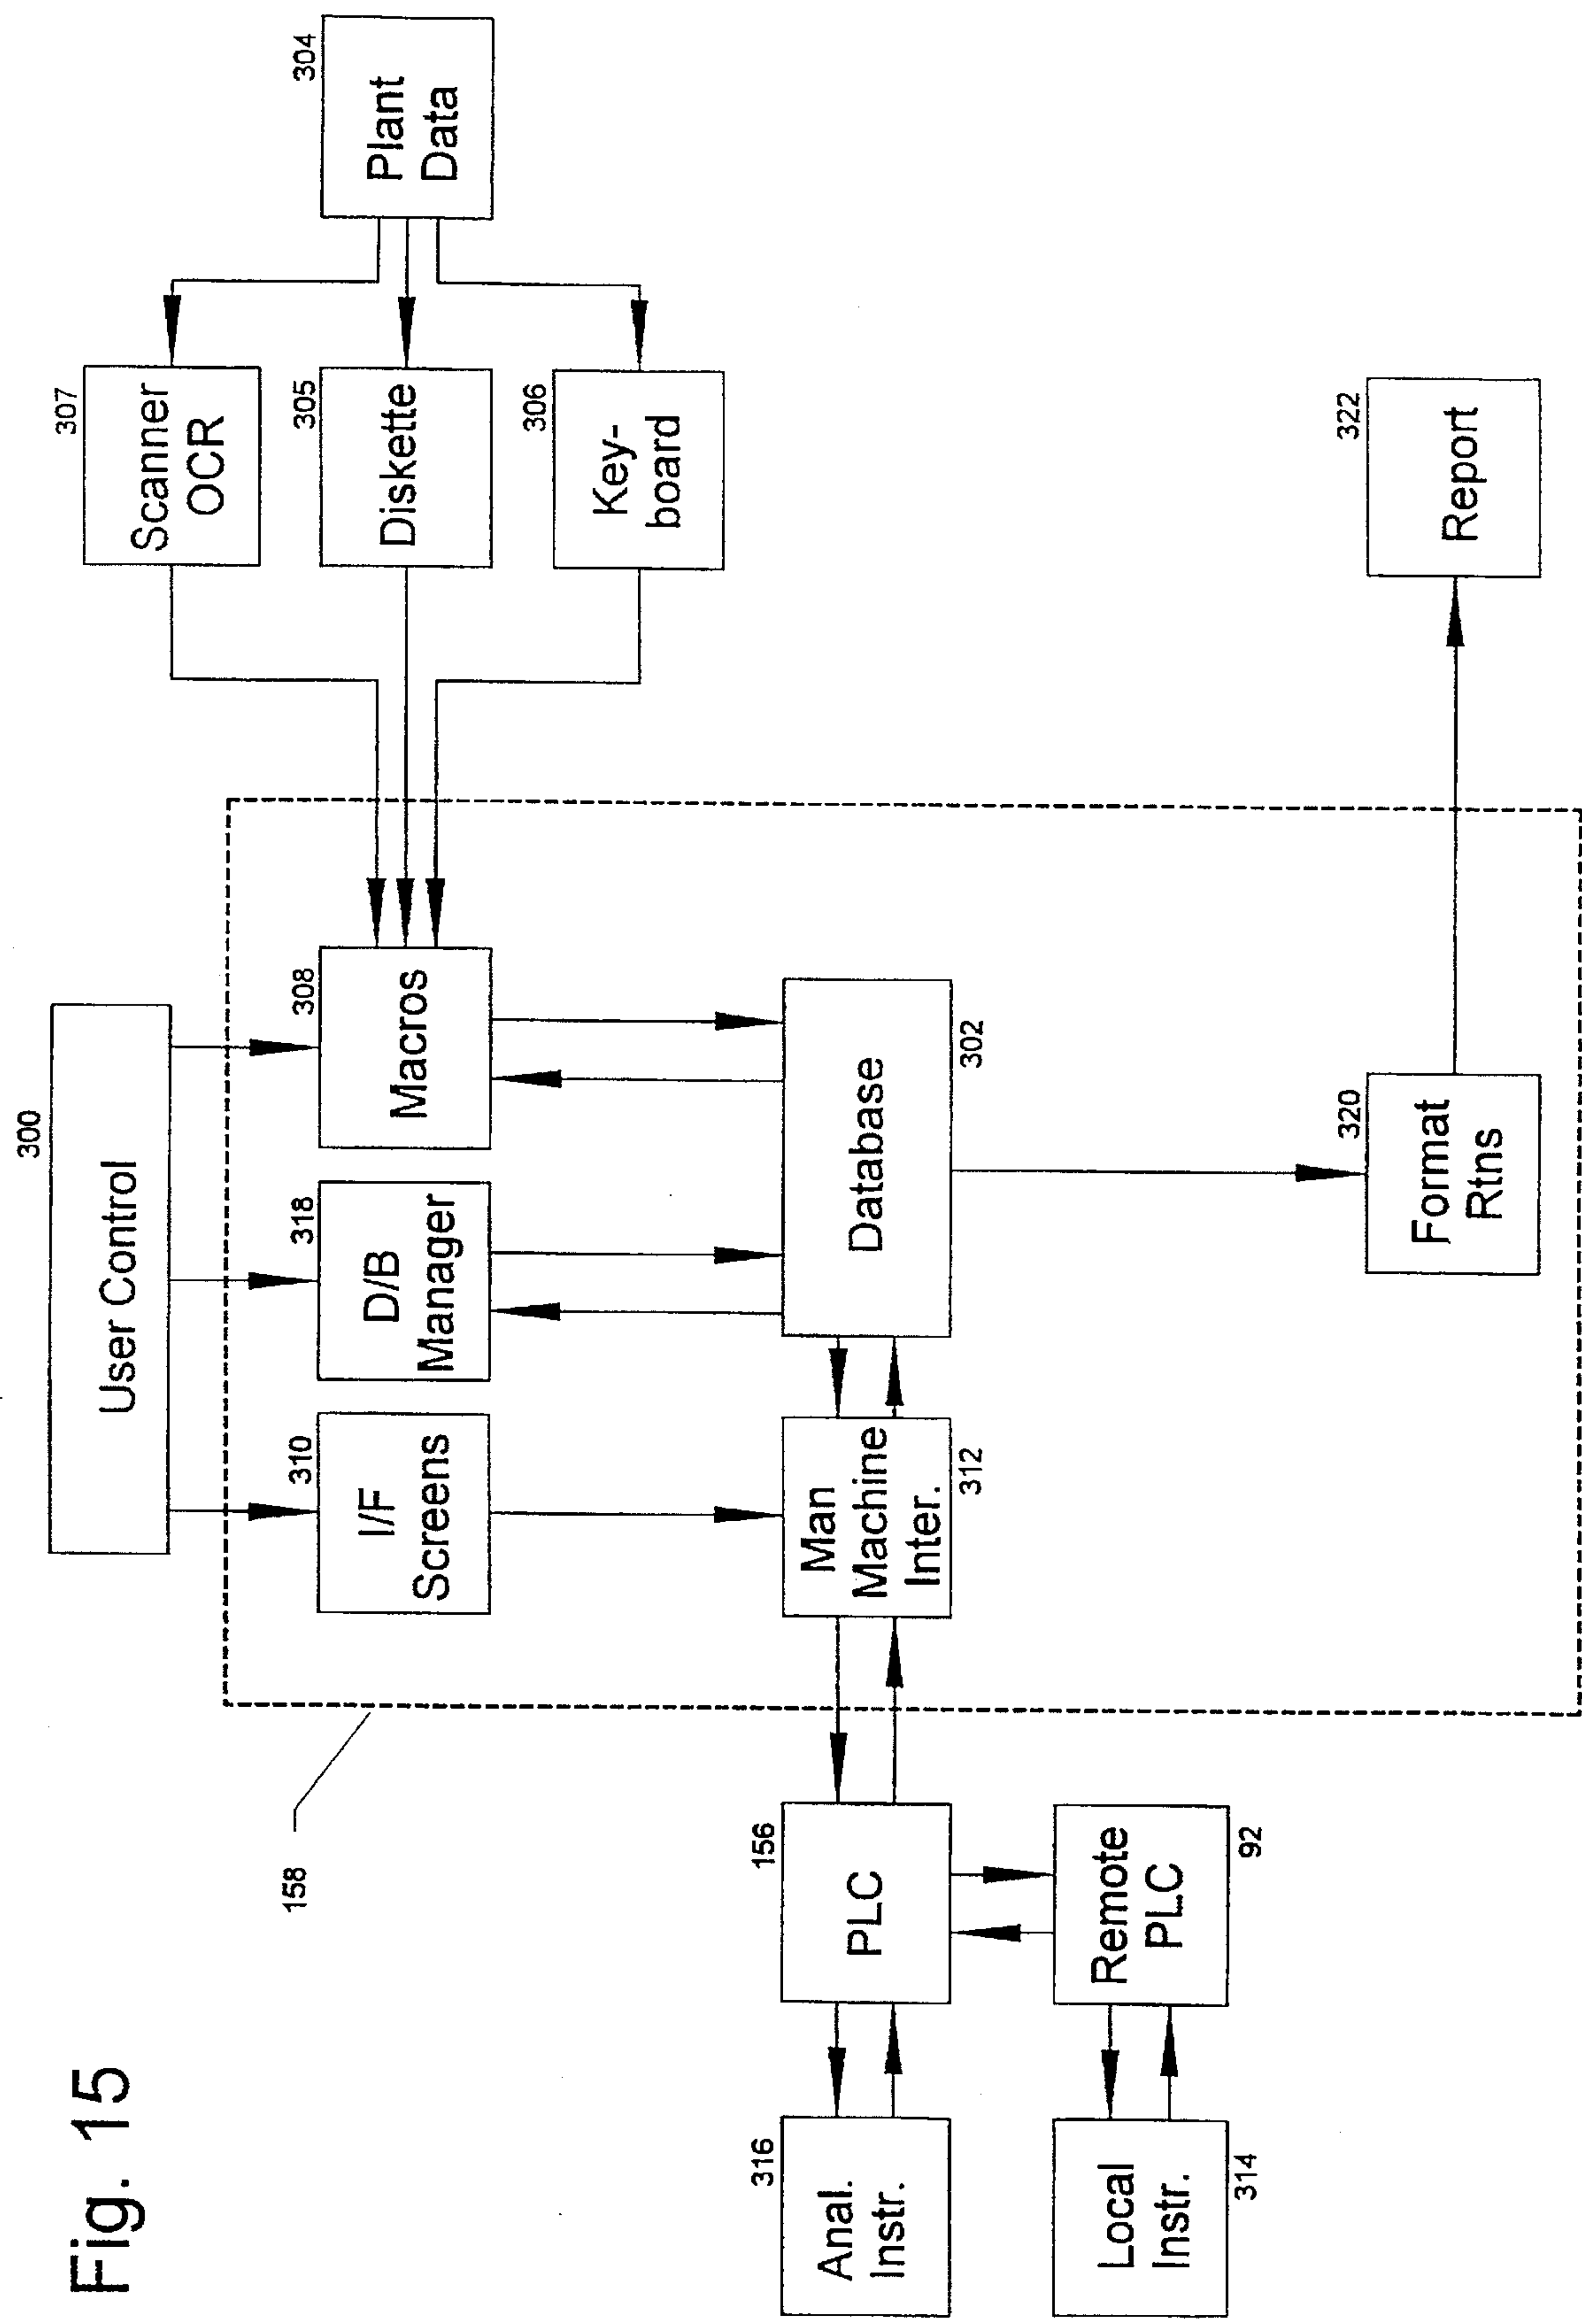 Fig. 15
300
User Control
158
310
I/F
Screens
318
D/B
Manager
308
Macros
307
Scanner
OCR
305
Diskette
306
Key-
board
304
Plant
Data
316
Anal.
Instr.
156
PLC
Man
Machine
Inter.
312
Database
302
Local
Instr.
314
Remote
PLC
92
320
Format
Rtns
322
Report